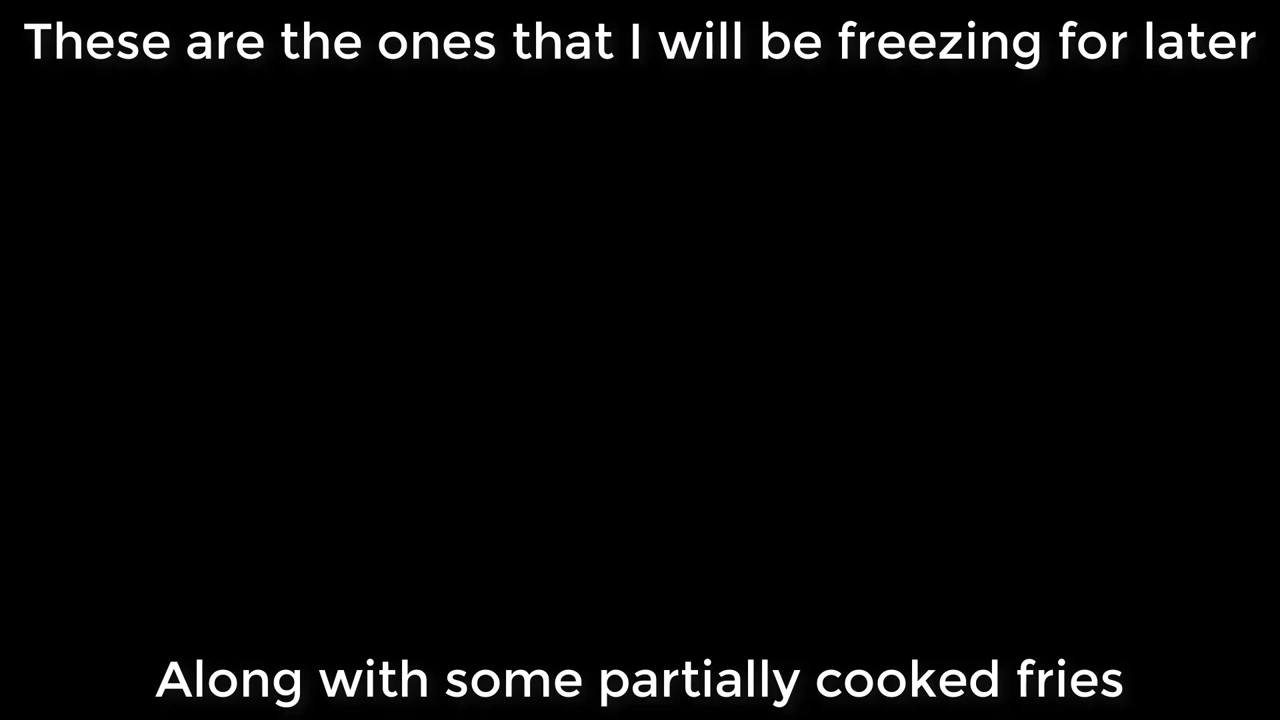 These are the ones that I will be freezing for later
Along with some partially cooked fries